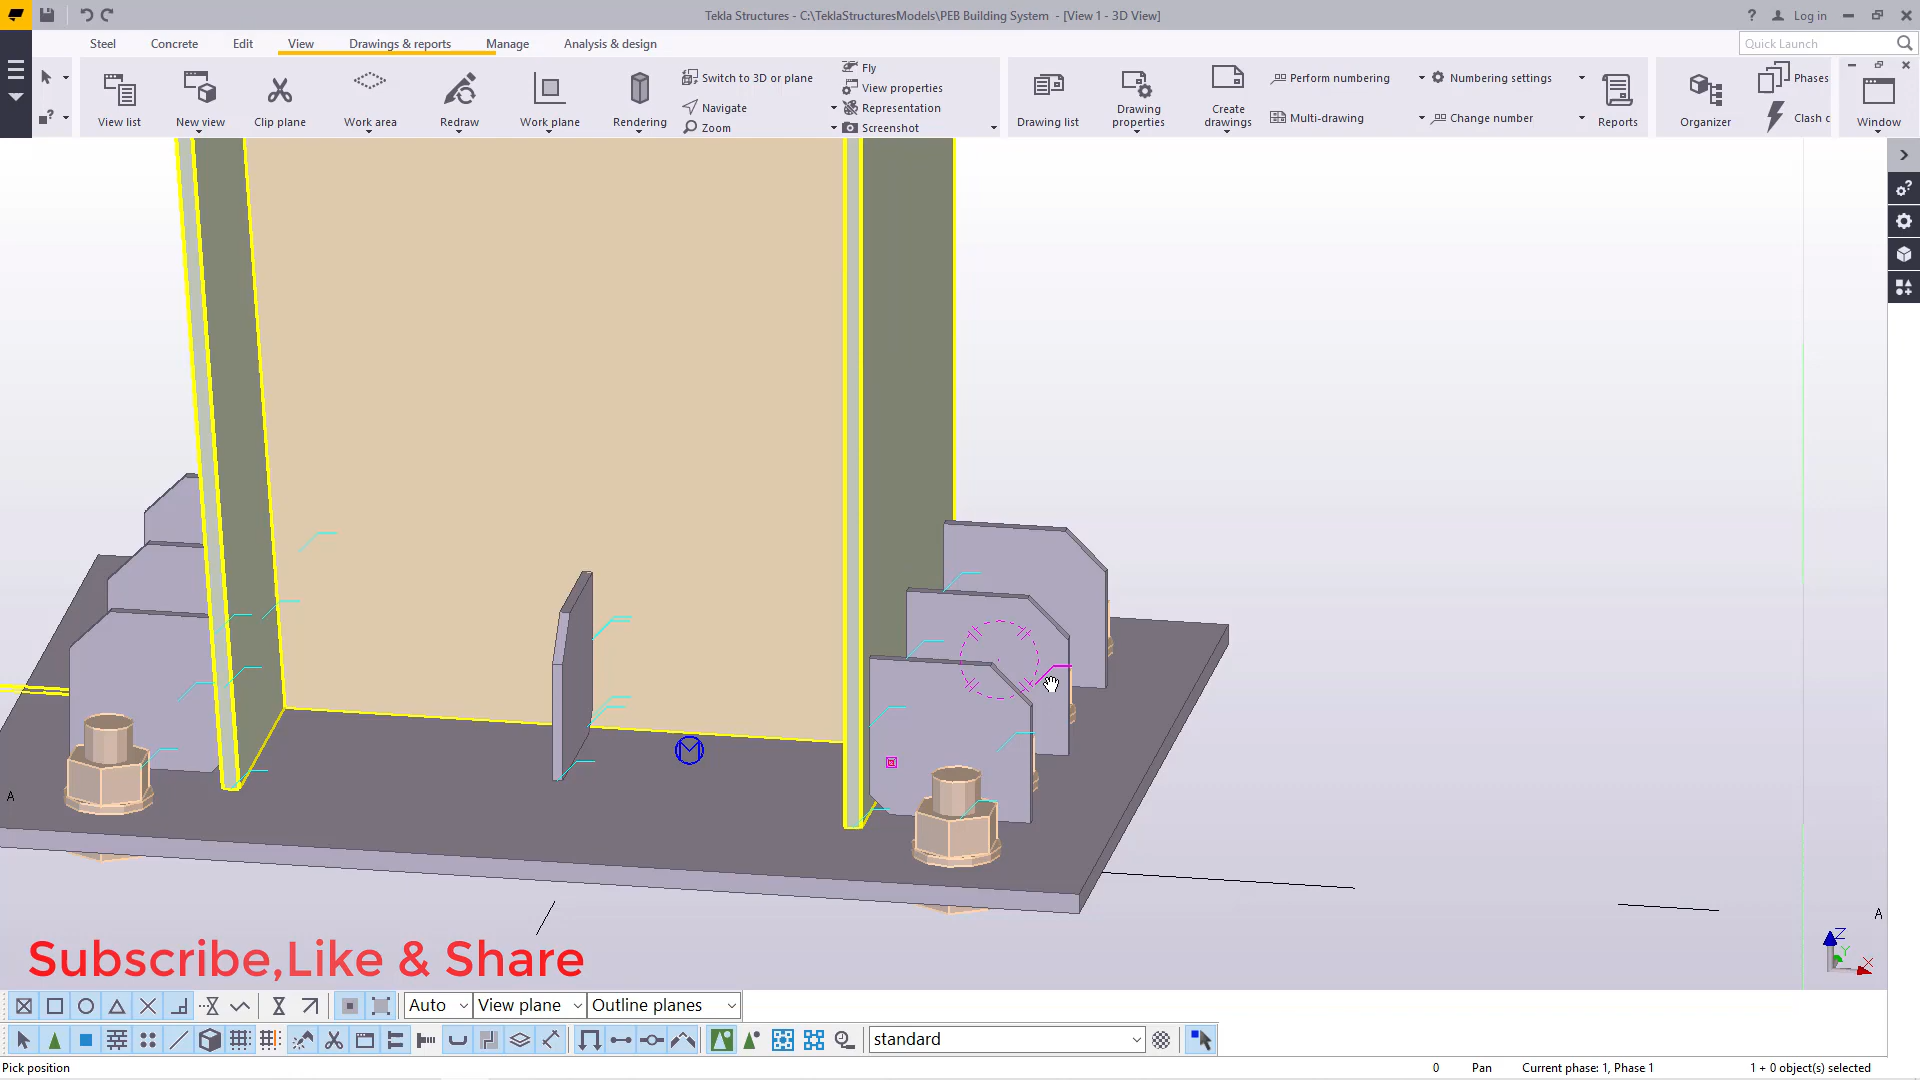 Tekla Structures - C:\TeklaStructuresModels\PEB Building System - [View 1 - 3D View]
? Log in
Steel Concrete Edit View Drawings & reports Manage Analysis & design
Quick Launch
View list
New view
Clip plane
Work area
Redraw
Work plane
Rendering
Switch to 3D or plane
Navigate
Zoom
Fly
View properties
Representation
Screenshot
Drawing list
Drawing properties
Create drawings
Perform numbering
Multi-drawing
Numbering settings
Change number
Reports
Organizer
Phases
Clash c
Window
A
A
Z
Y
X
Subscribe,Like & Share
Auto View plane Outline planes
standard
Pick position
0 Pan Current phase: 1, Phase 1 1 + 0 object(s) selected